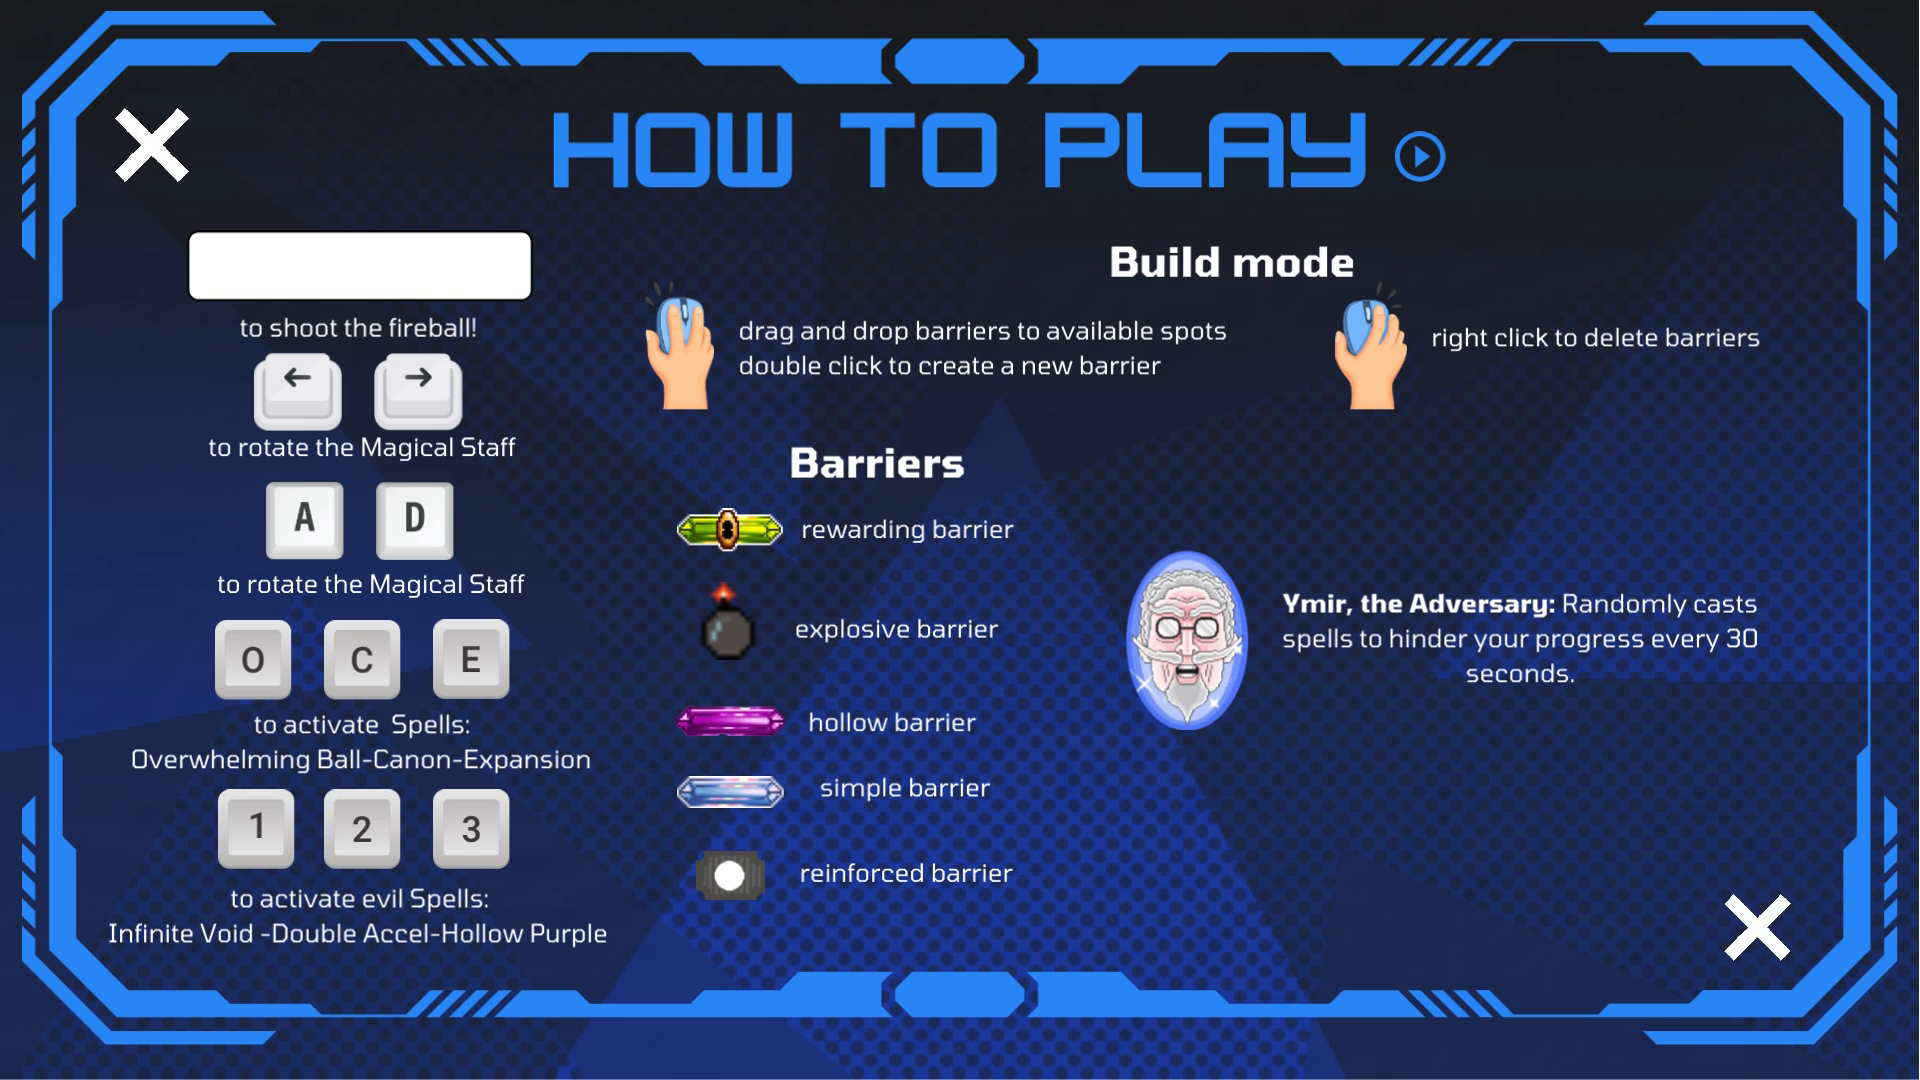 HOW TO PLAY
to shoot the fireball!
← →
to rotate the Magical Staff
A D
to rotate the Magical Staff
O C E
to activate  Spells:
Overwhelming Ball-Canon-Expansion
1 2 3
to activate evil Spells:
Infinite Void -Double Accel-Hollow Purple
Build mode
drag and drop barriers to available spots
double click to create a new barrier
right click to delete barriers
Barriers
rewarding barrier
explosive barrier
hollow barrier
simple barrier
reinforced barrier
Ymir, the Adversary: Randomly casts
spells to hinder your progress every 30
seconds.